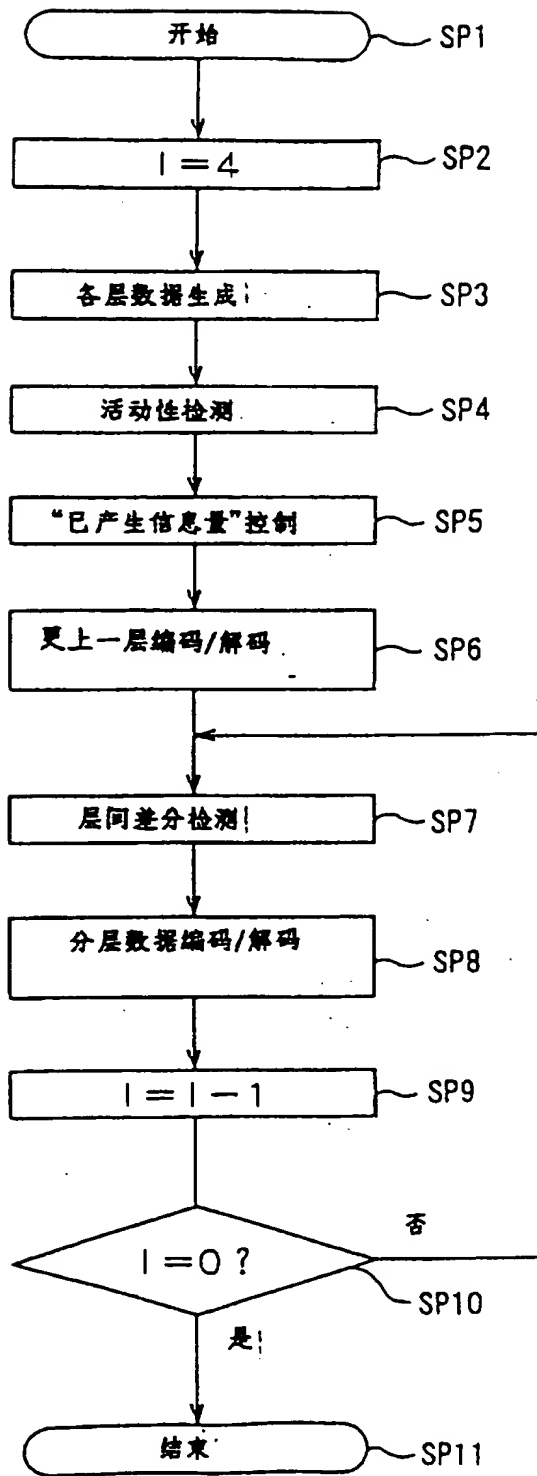 开始
SP1
I=4
SP2
各层数据生成
SP3
活动性检测
SP4
“已产生信息量”控制
SP5
更上一层编码/解码
SP6
层间差分检测
SP7
分层数据编码/解码
SP8
I=I-1
SP9
否
I=0?
SP10
是
结束
SP11